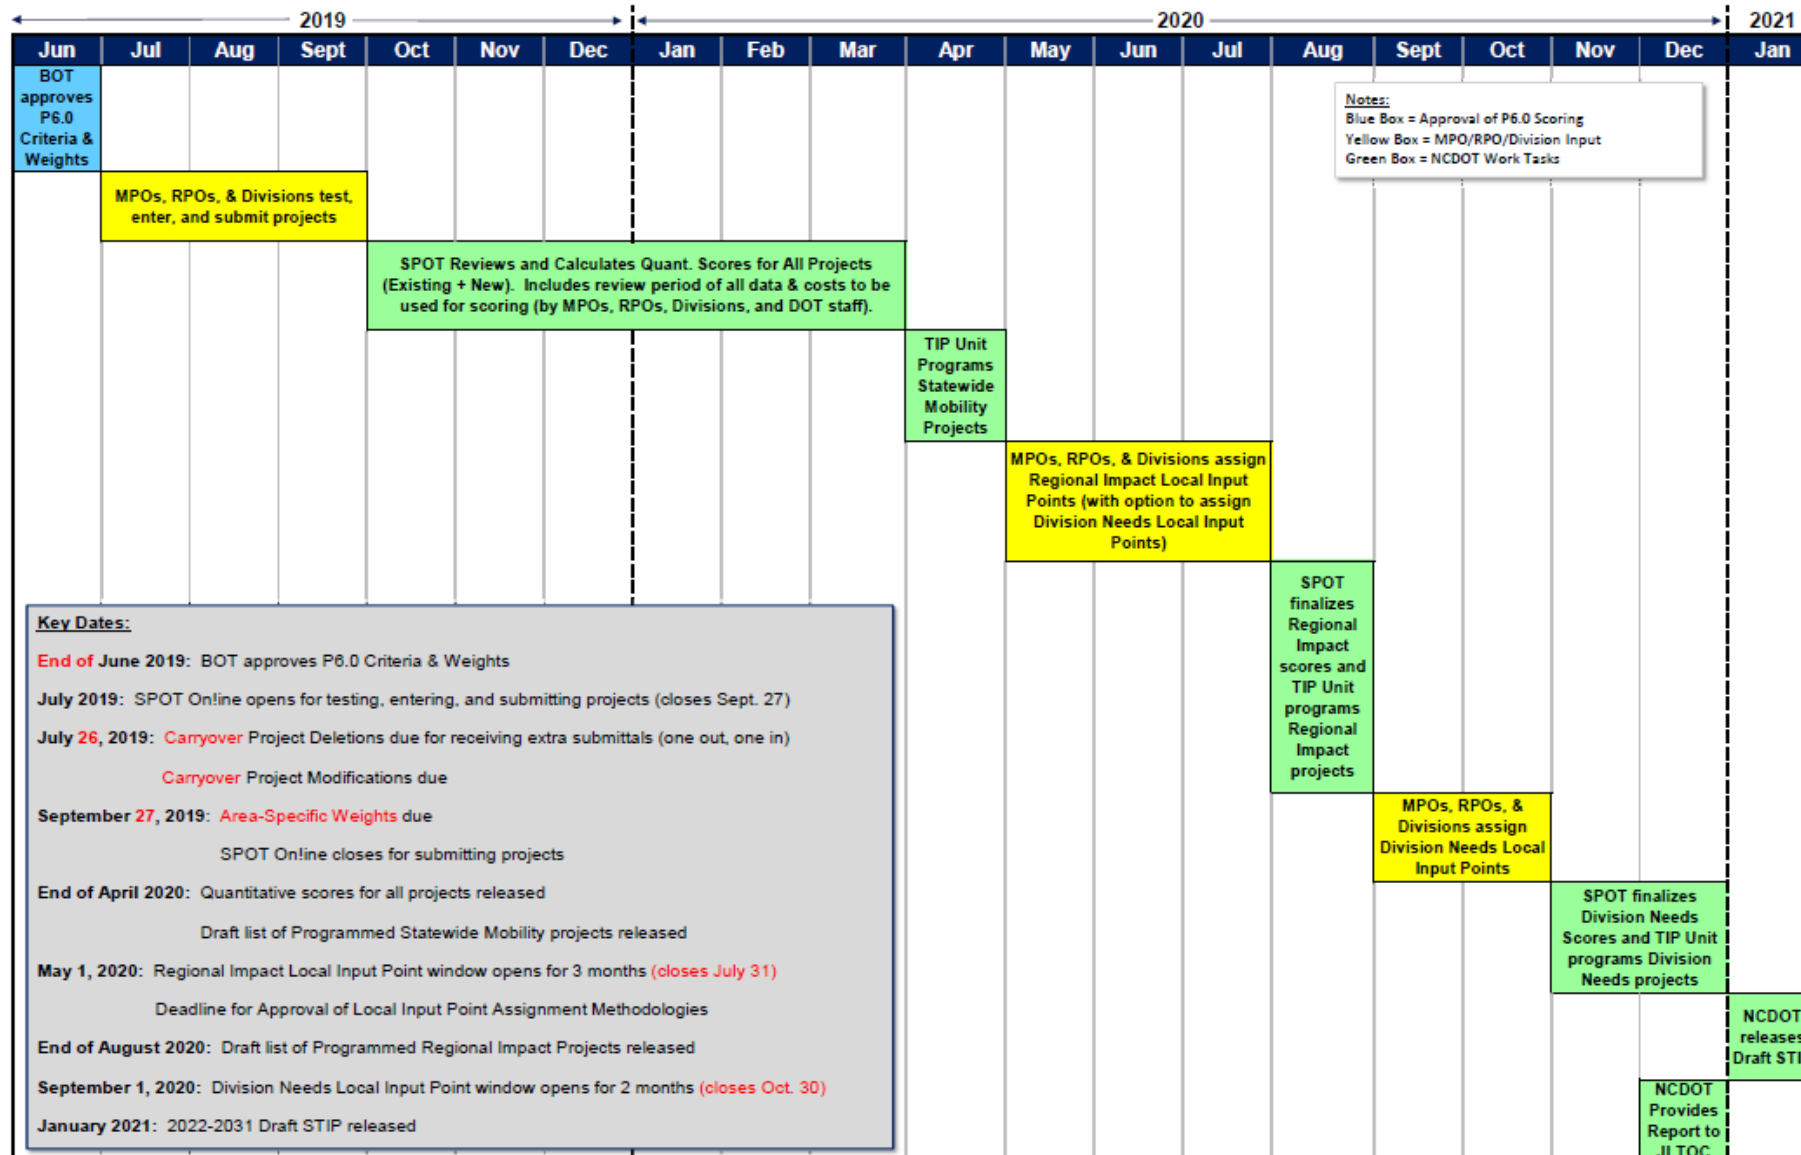 2019
2020
2021
Jun Jul Aug Sept Oct Nov Dec Jan Feb Mar Apr May Jun Jul Aug Sept Oct Nov Dec Jan
BOT
approves
P6.0
Criteria &
Weights
Notes:
Blue Box = Approval of P6.0 Scoring
Yellow Box = MPO/RPO/Division Input
Green Box = NCDOT Work Tasks
MPOs, RPOs, & Divisions test,
enter, and submit projects
SPOT Reviews and Calculates Quant. Scores for All Projects
(Existing + New). Includes review period of all data & costs to be
used for scoring (by MPOs, RPOs, Divisions, and DOT staff).
TIP Unit
Programs
Statewide
Mobility
Projects
MPOs, RPOs, & Divisions assign
Regional Impact Local Input
Points (with option to assign
Division Needs Local Input
Points)
SPOT
finalizes
Regional
Impact
scores and
TIP Unit
programs
Regional
Impact
projects
MPOs, RPOs, &
Divisions assign
Division Needs Local
Input Points
SPOT finalizes
Division Needs
Scores and TIP Unit
programs Division
Needs projects
NCDOT
releases
Draft STI
NCDOT
Provides
Report to
JLTOC
Key Dates:
End of June 2019: BOT approves P6.0 Criteria & Weights
July 2019: SPOT On!ine opens for testing, entering, and submitting projects (closes Sept. 27)
July 26, 2019: Carryover Project Deletions due for receiving extra submittals (one out, one in)
Carryover Project Modifications due
September 27, 2019: Area-Specific Weights due
SPOT On!ine closes for submitting projects
End of April 2020: Quantitative scores for all projects released
Draft list of Programmed Statewide Mobility projects released
May 1, 2020: Regional Impact Local Input Point window opens for 3 months (closes July 31)
Deadline for Approval of Local Input Point Assignment Methodologies
End of August 2020: Draft list of Programmed Regional Impact Projects released
September 1, 2020: Division Needs Local Input Point window opens for 2 months (closes Oct. 30)
January 2021: 2022-2031 Draft STIP released